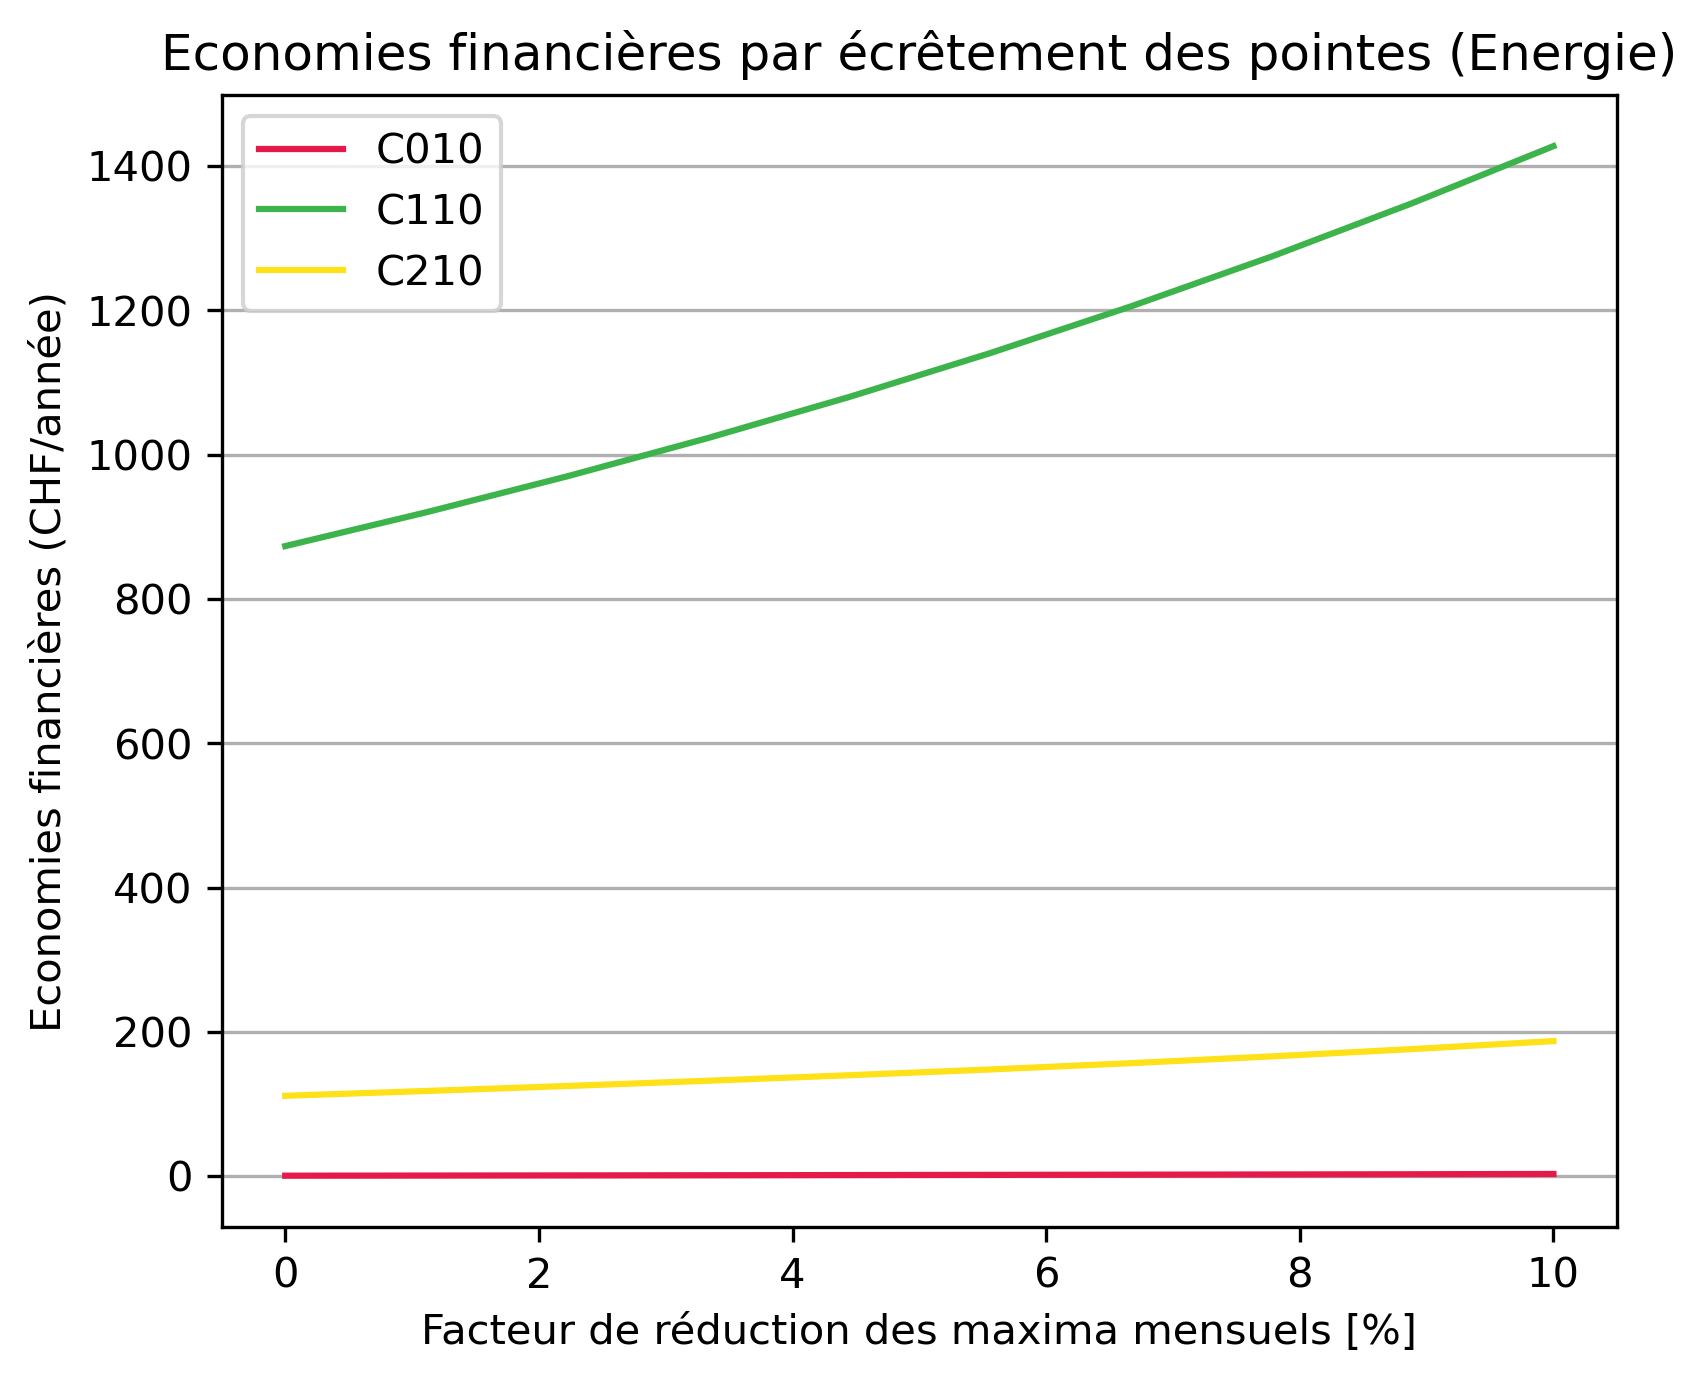 Economies financières par écrêtement des pointes (Energie)
C010
C110
C210
Economies financières (CHF/année)
1400
1200
1000
800
600
400
200
0
0 2 4 6 8 10
Facteur de réduction des maxima mensuels [%]